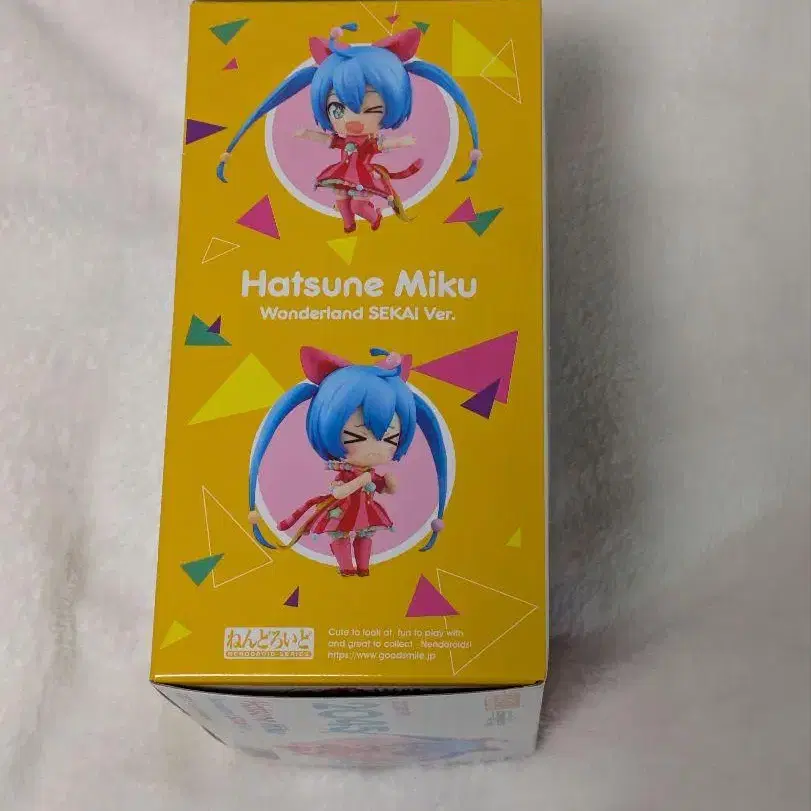 Hatsune Miku
Wonderland SEKAI Ver.
ねんどろいど
NENDOROID SERIES
Cute to look at, fun to play with
and great to collect - Nendoroids!
https://www.goodsmile.jp